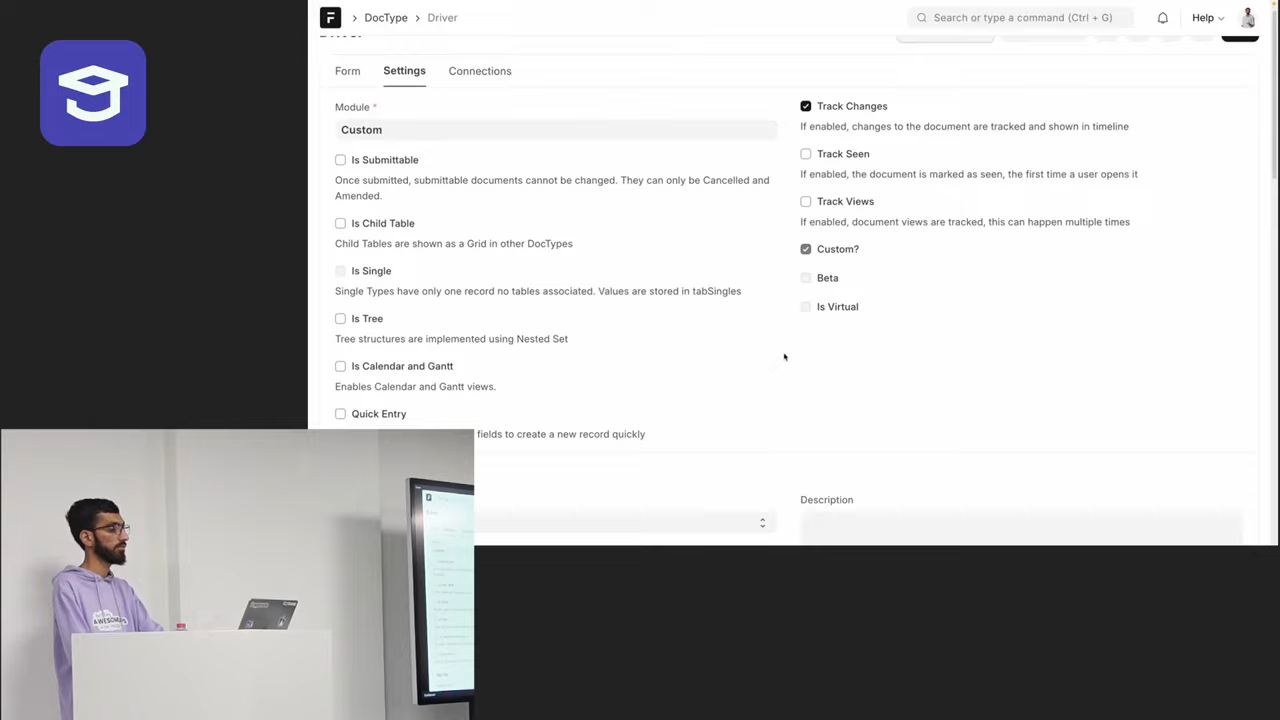 DocType
Driver
Search or type a command (Ctrl + G)
Help
Form
Settings
Connections
Module *
Custom
Is Submittable
Once submitted, submittable documents cannot be changed. They can only be Cancelled and
Amended.
Is Child Table
Child Tables are shown as a Grid in other DocTypes
Is Single
Single Types have only one record no tables associated. Values are stored in tabSingles
Is Tree
Tree structures are implemented using Nested Set
Is Calendar and Gantt
Enables Calendar and Gantt views.
Quick Entry
fields to create a new record quickly
Track Changes
If enabled, changes to the document are tracked and shown in timeline
Track Seen
If enabled, the document is marked as seen, the first time a user opens it
Track Views
If enabled, document views are tracked, this can happen multiple times
Custom?
Beta
Is Virtual
Description